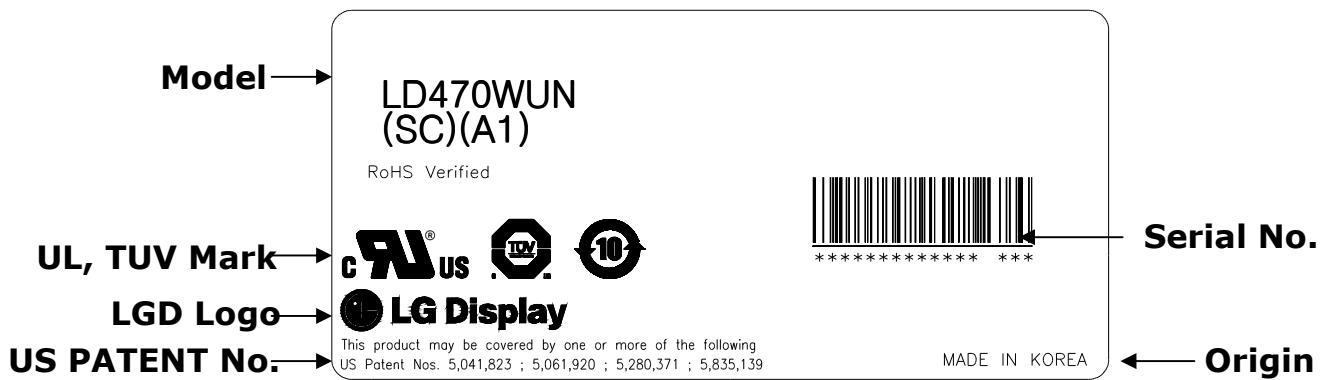 Model
LD470WUN
(SC)(A1)
RoHS Verified
UL, TUV Mark
c RU® US
TÜV
10
Serial No.
************ ***
LGD Logo
LG Display
US PATENT No.
This product may be covered by one or more of the following
US Patent Nos. 5,041,823 ; 5,061,920 ; 5,280,371 ; 5,835,139
MADE IN KOREA
Origin